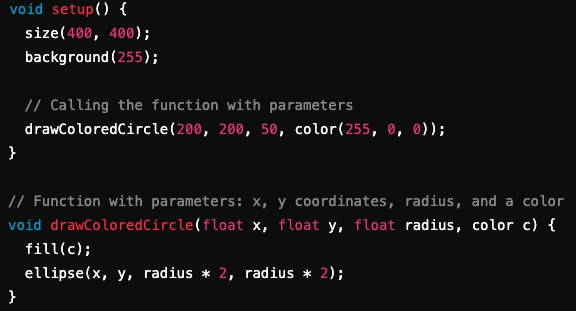 void setup() {
  size(400, 400);
  background(255);

  // Calling the function with parameters
  drawColoredCircle(200, 200, 50, color(255, 0, 0));
}

// Function with parameters: x, y coordinates, radius, and a color
void drawColoredCircle(float x, float y, float radius, color c) {
  fill(c);
  ellipse(x, y, radius * 2, radius * 2);
}